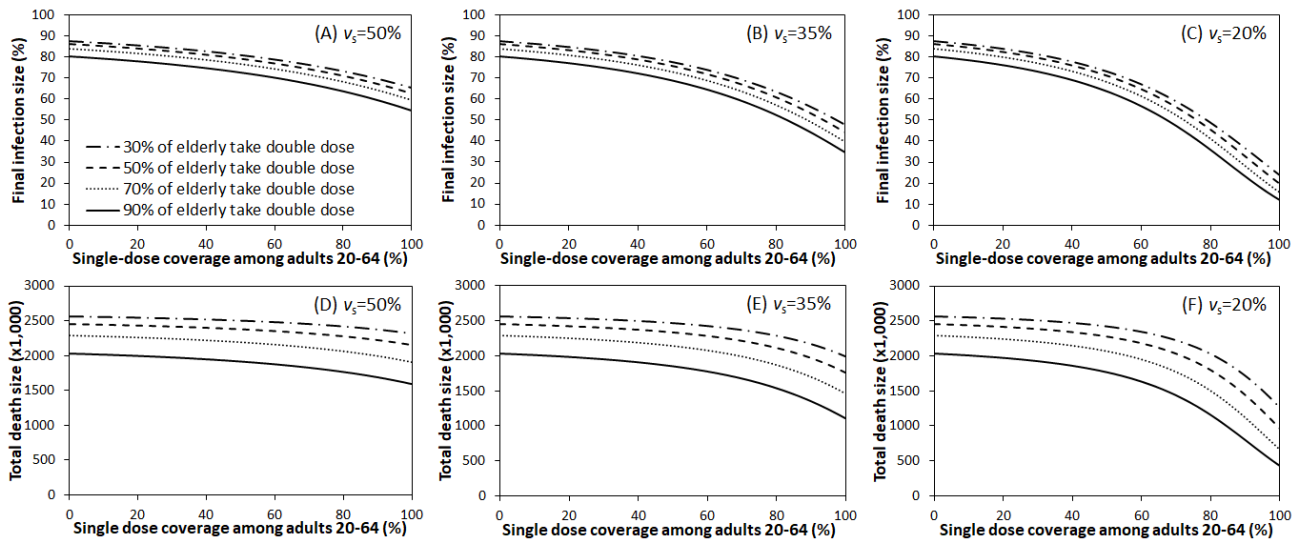 (A) vs=50%
Final infection size (%)
100
90
80
70
60
50
40
30
20
10
0
30% of elderly take double dose
50% of elderly take double dose
70% of elderly take double dose
90% of elderly take double dose
0 20 40 60 80 100
Single-dose coverage among adults 20-64 (%)
(B) vs=35%
Final infection size (%)
100
90
80
70
60
50
40
30
20
10
0
0 20 40 60 80 100
Single-dose coverage among adults 20-64 (%)
(C) vs=20%
Final infection size (%)
100
90
80
70
60
50
40
30
20
10
0
0 20 40 60 80 100
Single-dose coverage among adults 20-64 (%)
(D) vs=50%
Total death size (x1,000)
3000
2500
2000
1500
1000
500
0
0 20 40 60 80 100
Single dose coverage among adults 20-64 (%)
(E) vs=35%
Total death size (x1,000)
3000
2500
2000
1500
1000
500
0
0 20 40 60 80 100
Single dose coverage among adults 20-64 (%)
(F) vs=20%
Total death size (x1,000)
3000
2500
2000
1500
1000
500
0
0 20 40 60 80 100
Single dose coverage among adults 20-64 (%)